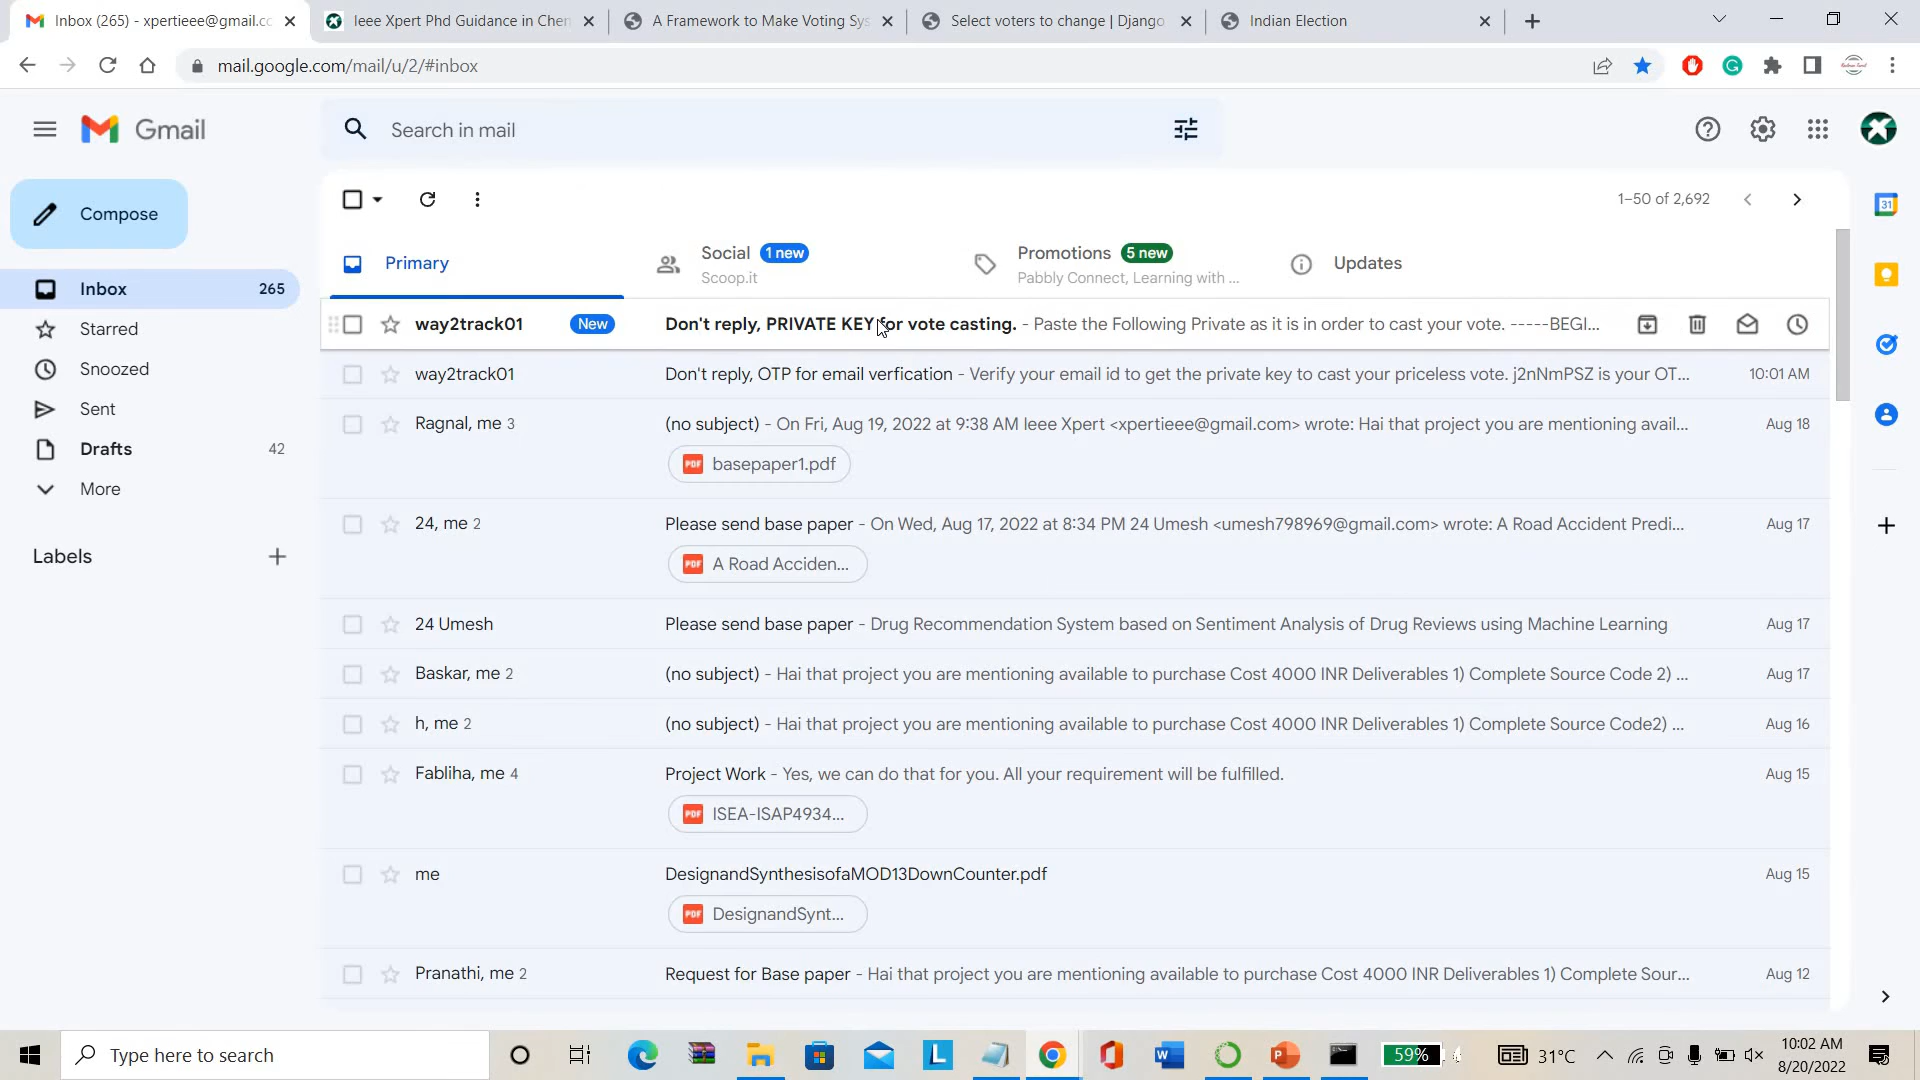 Inbox (265) - xpertieee@gmail.co
Ieee Xpert Phd Guidance in Chen
A Framework to Make Voting Sys
Select voters to change | Django
Indian Election
mail.google.com/mail/u/2/#inbox
Gmail
Search in mail
Compose
1–50 of 2,692
Primary
Social 1 new
Scoop.it
Promotions 5 new
Pabbly Connect, Learning with ...
Updates
Inbox 265
Starred
Snoozed
Sent
Drafts 42
More
Labels
way2track01 New Don't reply, PRIVATE KEY for vote casting. - Paste the Following Private as it is in order to cast your vote. -----BEGI...
way2track01 Don't reply, OTP for email verfication - Verify your email id to get the private key to cast your priceless vote. j2nNmPSZ is your OT... 10:01 AM
Ragnal, me 3 (no subject) - On Fri, Aug 19, 2022 at 9:38 AM Ieee Xpert <xpertieee@gmail.com> wrote: Hai that project you are mentioning avail... Aug 18
PDF basepaper1.pdf
24, me 2 Please send base paper - On Wed, Aug 17, 2022 at 8:34 PM 24 Umesh <umesh798969@gmail.com> wrote: A Road Accident Predi... Aug 17
PDF A Road Acciden...
24 Umesh Please send base paper - Drug Recommendation System based on Sentiment Analysis of Drug Reviews using Machine Learning Aug 17
Baskar, me 2 (no subject) - Hai that project you are mentioning available to purchase Cost 4000 INR Deliverables 1) Complete Source Code 2) ... Aug 17
h, me 2 (no subject) - Hai that project you are mentioning available to purchase Cost 4000 INR Deliverables 1) Complete Source Code2) ... Aug 16
Fabliha, me 4 Project Work - Yes, we can do that for you. All your requirement will be fulfilled. Aug 15
PDF ISEA-ISAP4934...
me DesignandSynthesisofaMOD13DownCounter.pdf Aug 15
PDF DesignandSynt...
Pranathi, me 2 Request for Base paper - Hai that project you are mentioning available to purchase Cost 4000 INR Deliverables 1) Complete Sour... Aug 12
31
Type here to search
59%
31°C
10:02 AM
8/20/2022